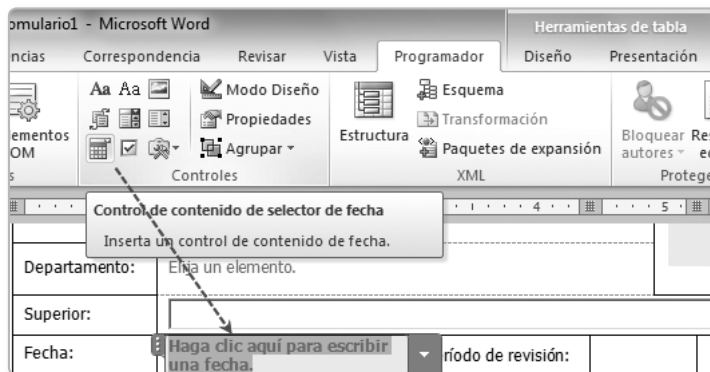 omulario1 - Microsoft Word
Herramientas de tabla
ncias Correspondencia Revisar Vista Programador Diseño Presentación
Aa Aa Modo Diseño
Propiedades
Agrupar
Controles
ementos
OM
s
Estructura
Esquema
Transformación
Paquetes de expansión
XML
Bloquear
autores
Res
e
Protege
4 5
Control de contenido de selector de fecha
Inserta un control de contenido de fecha.
Departamento: Elija un elemento.
Superior:
Fecha: Haga clic aquí para escribir
una fecha.
ríodo de revisión: